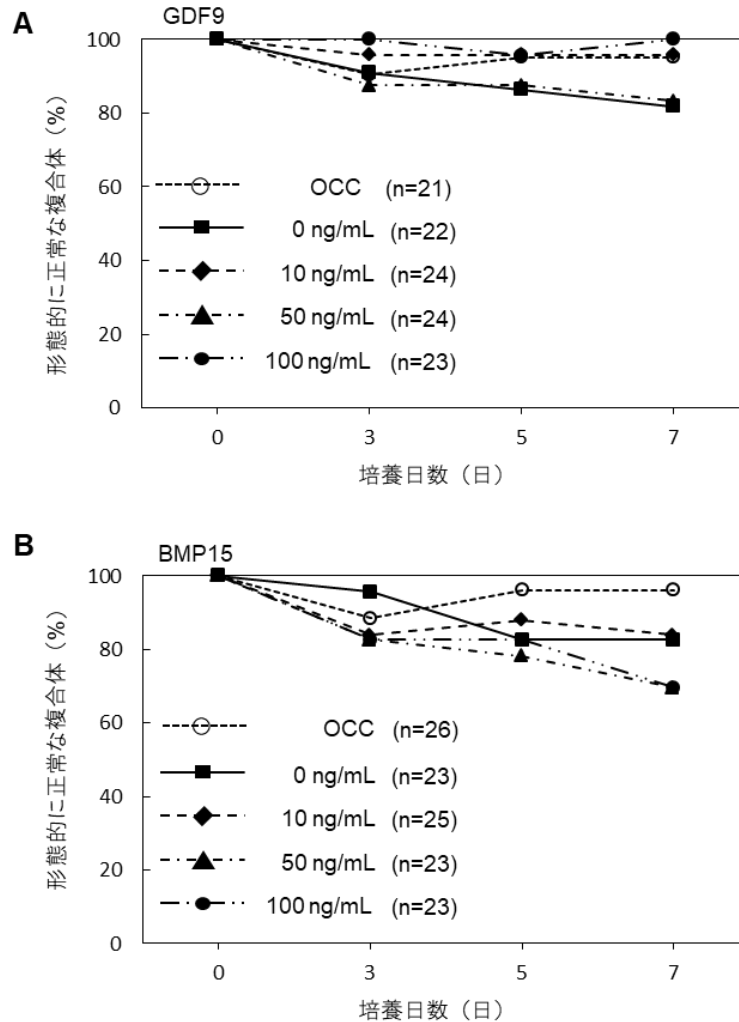 A
GDF9
形態的に正常な複合体（%）
100
80
60
40
20
0
OCC (n=21)
0 ng/mL (n=22)
10 ng/mL (n=24)
50 ng/mL (n=24)
100 ng/mL (n=23)
0 3 5 7
培養日数（日）
B
BMP15
形態的に正常な複合体（%）
100
80
60
40
20
0
OCC (n=26)
0 ng/mL (n=23)
10 ng/mL (n=25)
50 ng/mL (n=23)
100 ng/mL (n=23)
0 3 5 7
培養日数（日）